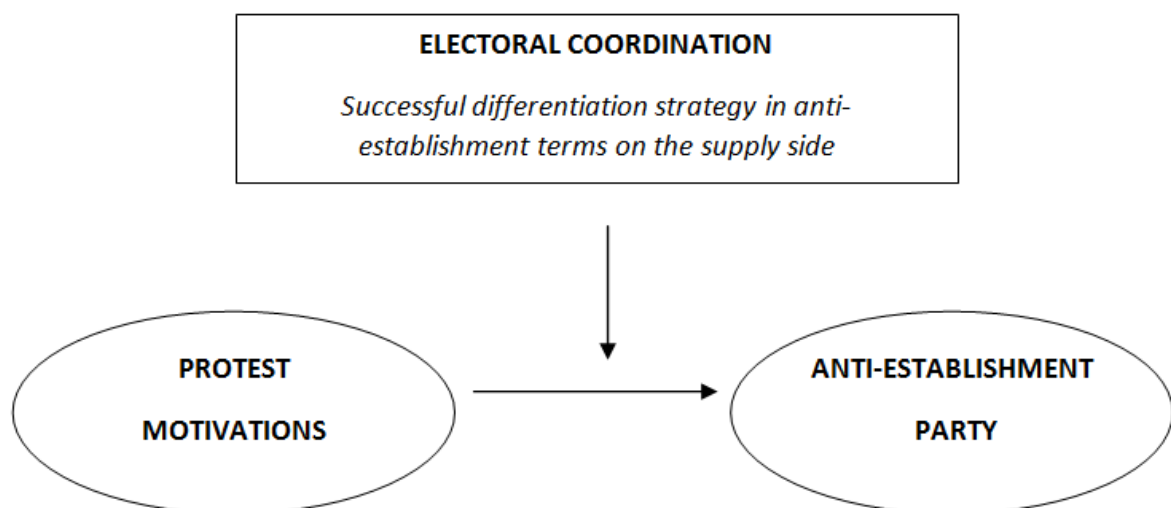 ELECTORAL COORDINATION
Successful differentiation strategy in anti-
establishment terms on the supply side
PROTEST
MOTIVATIONS
ANTI-ESTABLISHMENT
PARTY